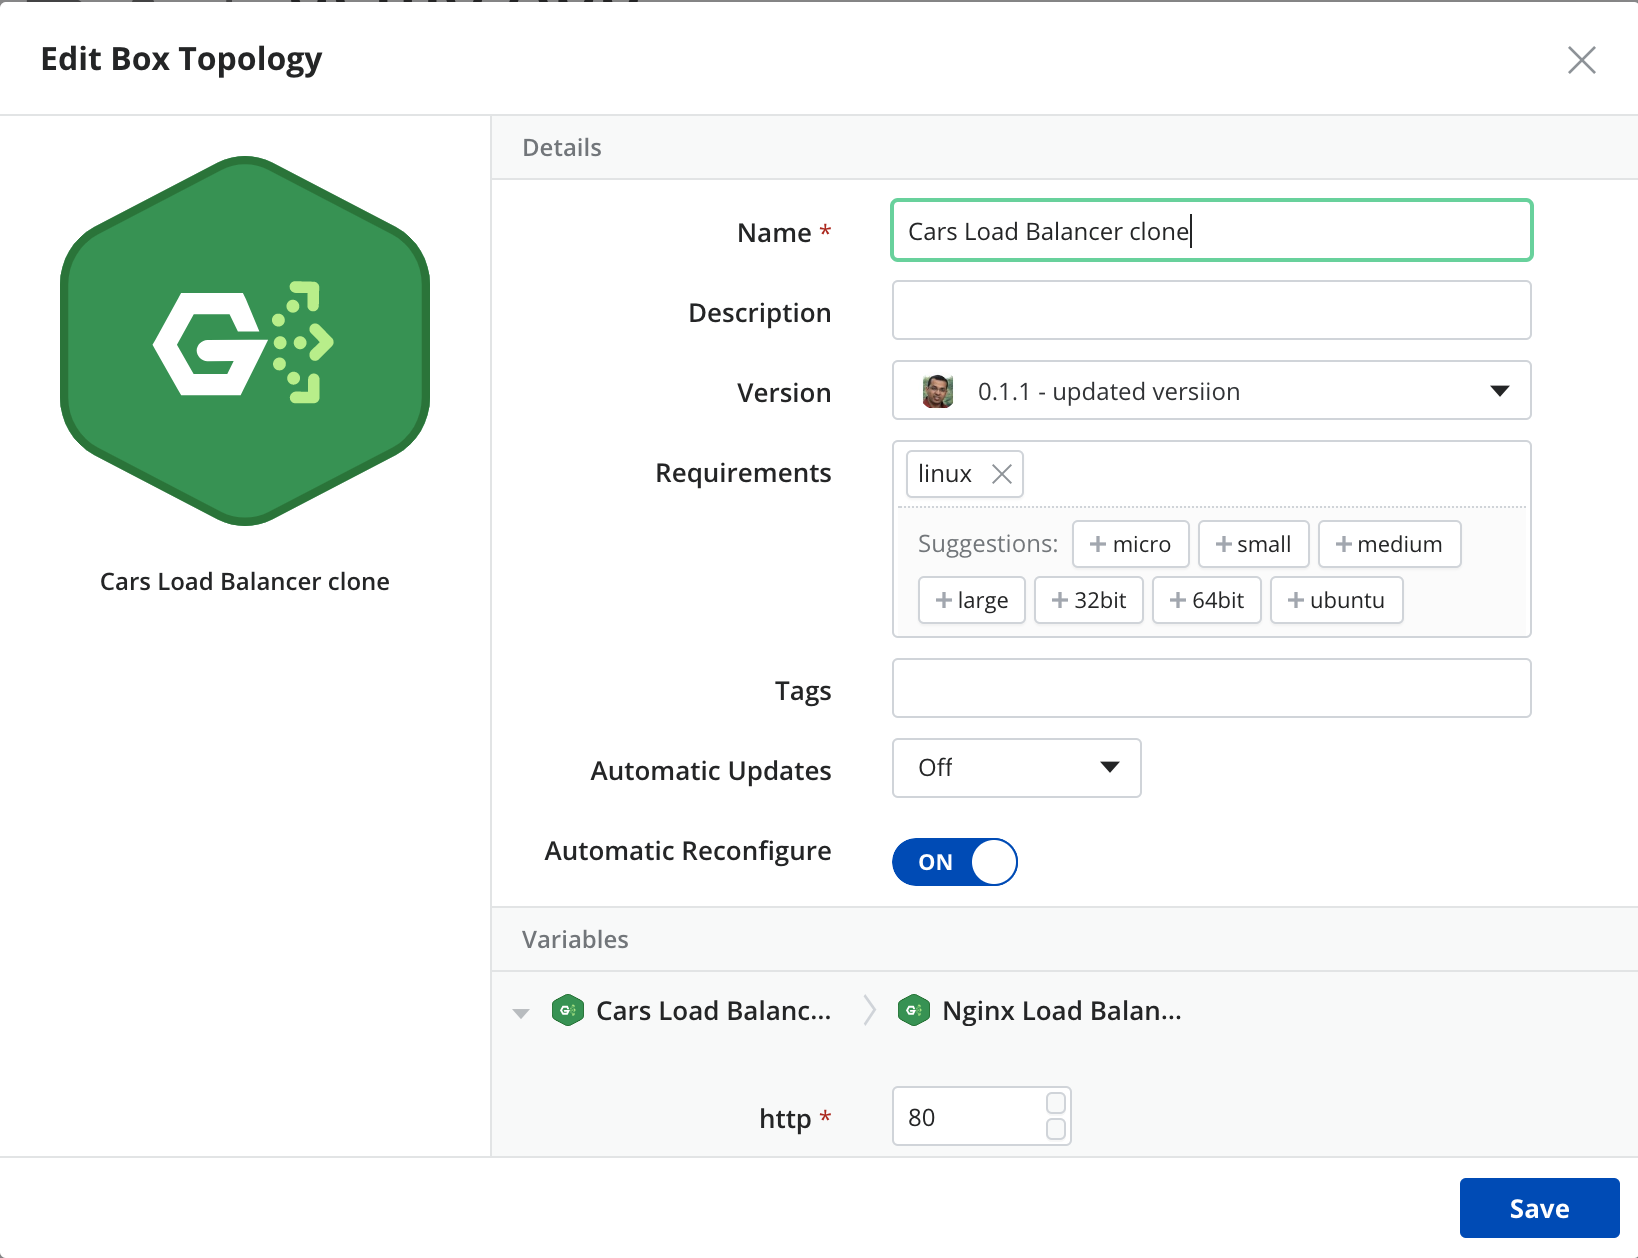 Edit Box Topology
Details
Name *
Cars Load Balancer clone
Description
Version
0.1.1 - updated versiion
Requirements
linux
Suggestions: + micro + small + medium
+ large + 32bit + 64bit + ubuntu
Tags
Automatic Updates
Off
Automatic Reconfigure
ON
Cars Load Balancer clone
Variables
Cars Load Balanc... Nginx Load Balan...
http *
80
Save